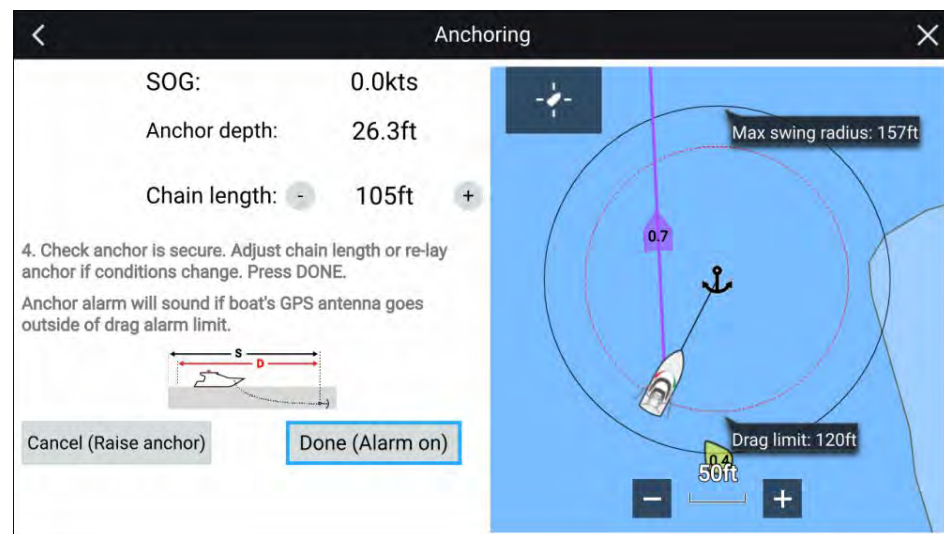 Anchoring
SOG: 0.0kts
Anchor depth: 26.3ft
Chain length: - 105ft +
4. Check anchor is secure. Adjust chain length or re-lay
anchor if conditions change. Press DONE.
Anchor alarm will sound if boat's GPS antenna goes
outside of drag alarm limit.
S
D
Cancel (Raise anchor)
Done (Alarm on)
Max swing radius: 157ft
0.7
Drag limit: 120ft
0.4
50ft
- +